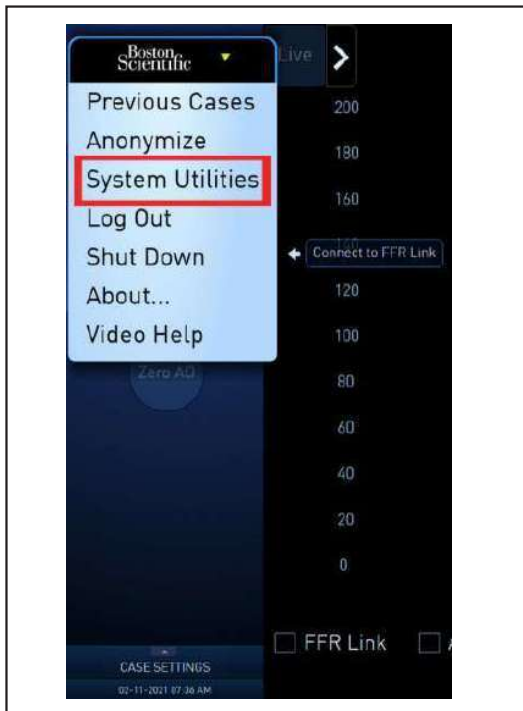 Boston
Scientific
Live
Previous Cases
Anonymize
System Utilities
Log Out
Shut Down
About...
Video Help
200
180
160
Connect to FFR Link
120
100
80
60
40
20
0
Zero AO
FFR Link
CASE SETTINGS
02-11-2021 07:36 AM